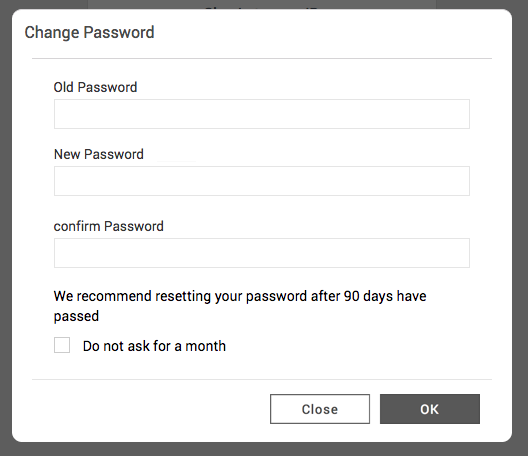 Change Password
Old Password
New Password
confirm Password
We recommend resetting your password after 90 days have
passed
Do not ask for a month
Close
OK